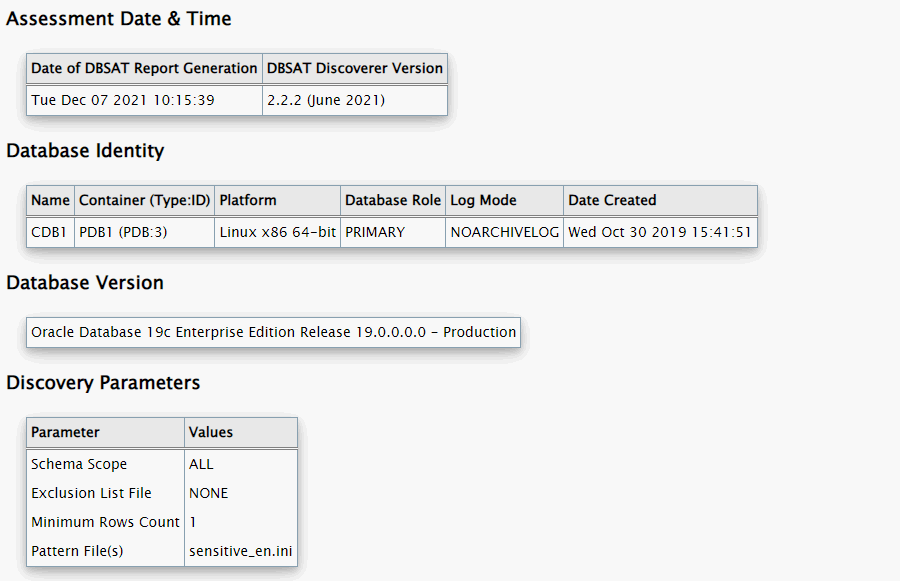 Assessment Date & Time
Date of DBSAT Report Generation DBSAT Discoverer Version
Tue Dec 07 2021 10:15:39 2.2.2 (June 2021)
Database Identity
Name Container (Type:ID) Platform Database Role Log Mode Date Created
CDB1 PDB1 (PDB:3) Linux x86 64-bit PRIMARY NOARCHIVELOG Wed Oct 30 2019 15:41:51
Database Version
Oracle Database 19c Enterprise Edition Release 19.0.0.0.0 - Production
Discovery Parameters
Parameter Values
Schema Scope ALL
Exclusion List File NONE
Minimum Rows Count 1
Pattern File(s) sensitive_en.ini